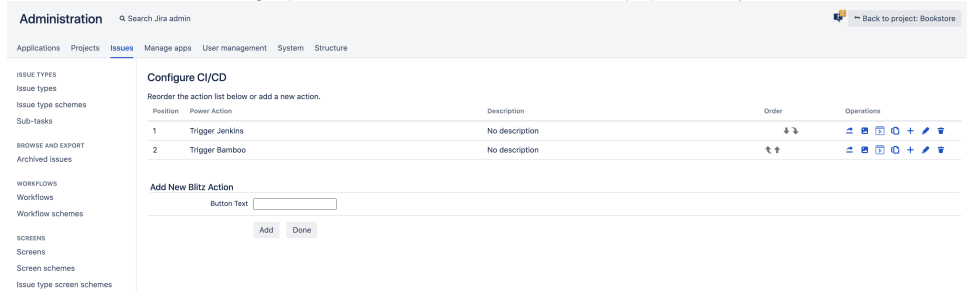 Administration Search Jira admin Back to project: Bookstore
Applications Projects Issues Manage apps User management System Structure
ISSUE TYPES
Issue types
Issue type schemes
Sub-tasks
BROWSE AND EXPORT
Archived issues
WORKFLOWS
Workflows
Workflow schemes
SCREENS
Screens
Screen schemes
Issue type screen schemes
Configure CI/CD
Reorder the action list below or add a new action.
Position Power Action Description Order Operations
1 Trigger Jenkins No description
2 Trigger Bamboo No description
Add New Blitz Action
Button Text
Add Done